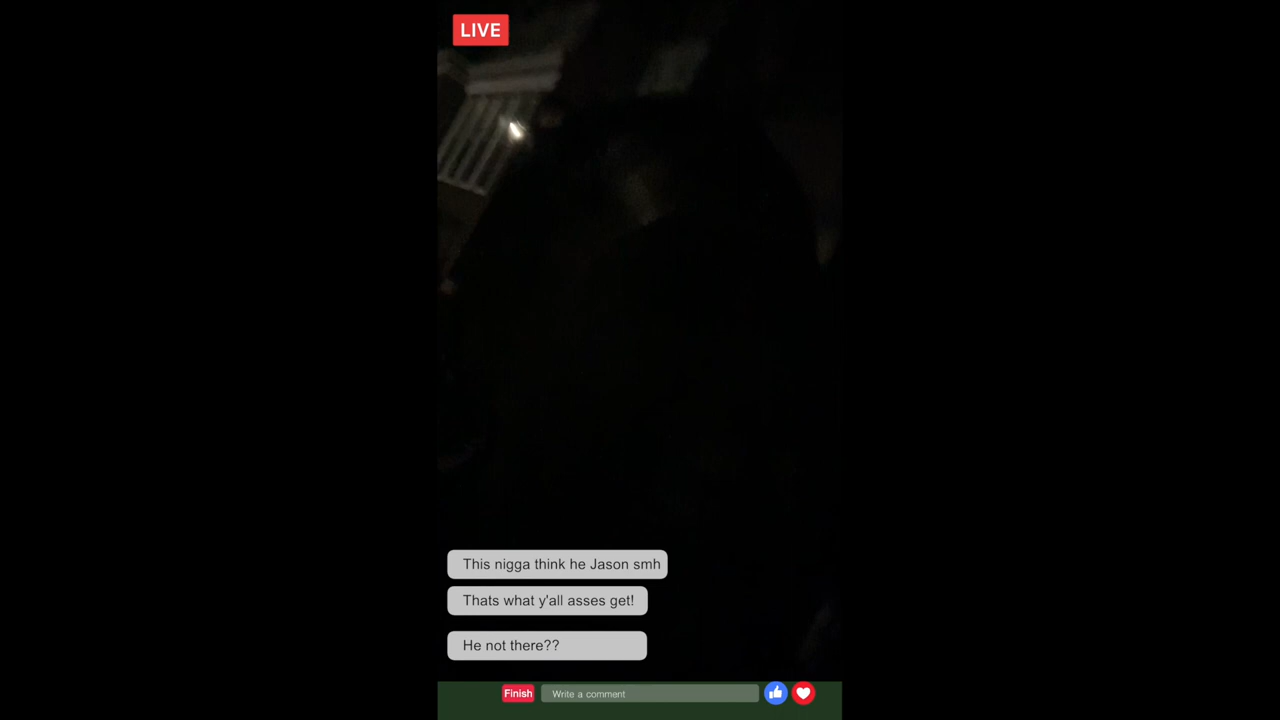 LIVE
This nigga think he Jason smh
Thats what y'all asses get!
He not there??
Finish
Write a comment